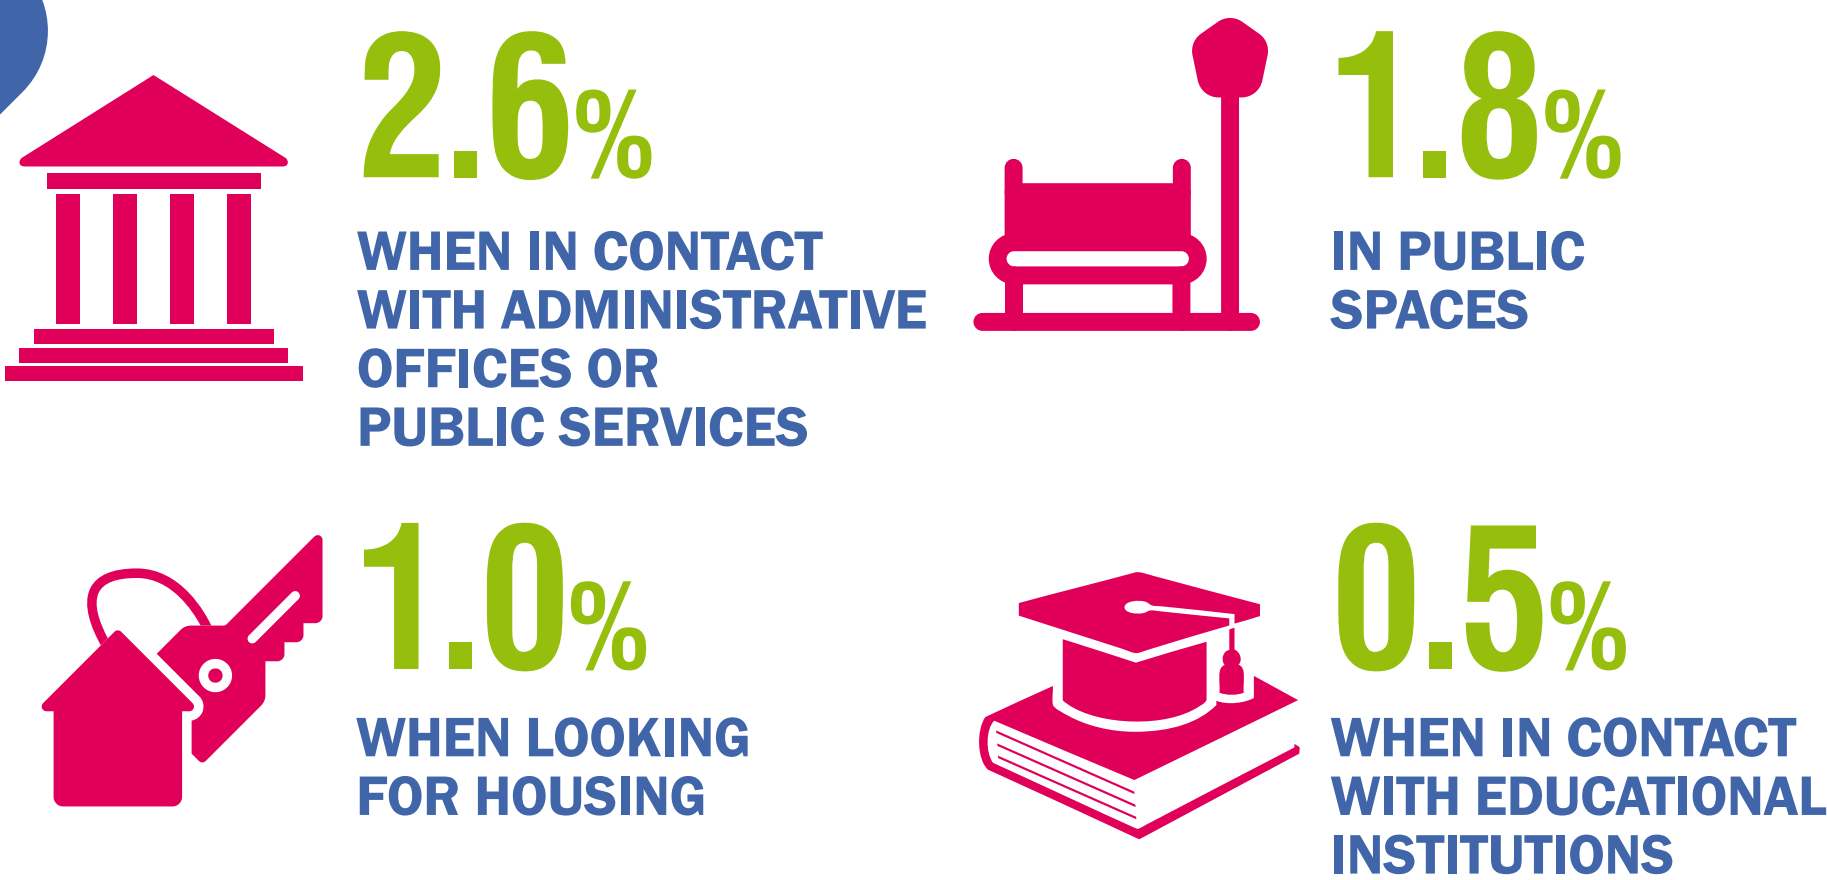 2.6%
WHEN IN CONTACT
WITH ADMINISTRATIVE
OFFICES OR
PUBLIC SERVICES
1.8%
IN PUBLIC
SPACES
1.0%
WHEN LOOKING
FOR HOUSING
0.5%
WHEN IN CONTACT
WITH EDUCATIONAL
INSTITUTIONS